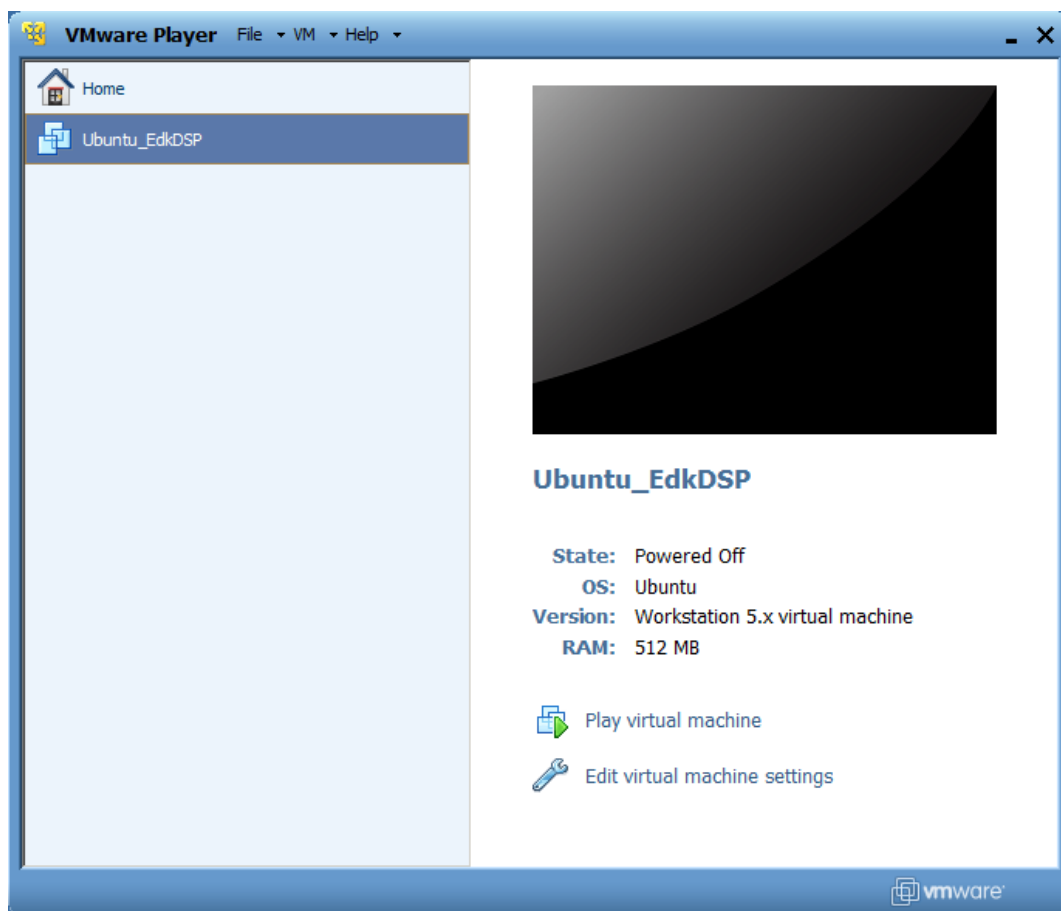 VMware Player File VM Help
Home
Ubuntu_EdkDSP
Ubuntu_EdkDSP
State: Powered Off
OS: Ubuntu
Version: Workstation 5.x virtual machine
RAM: 512 MB
Play virtual machine
Edit virtual machine settings
vmware